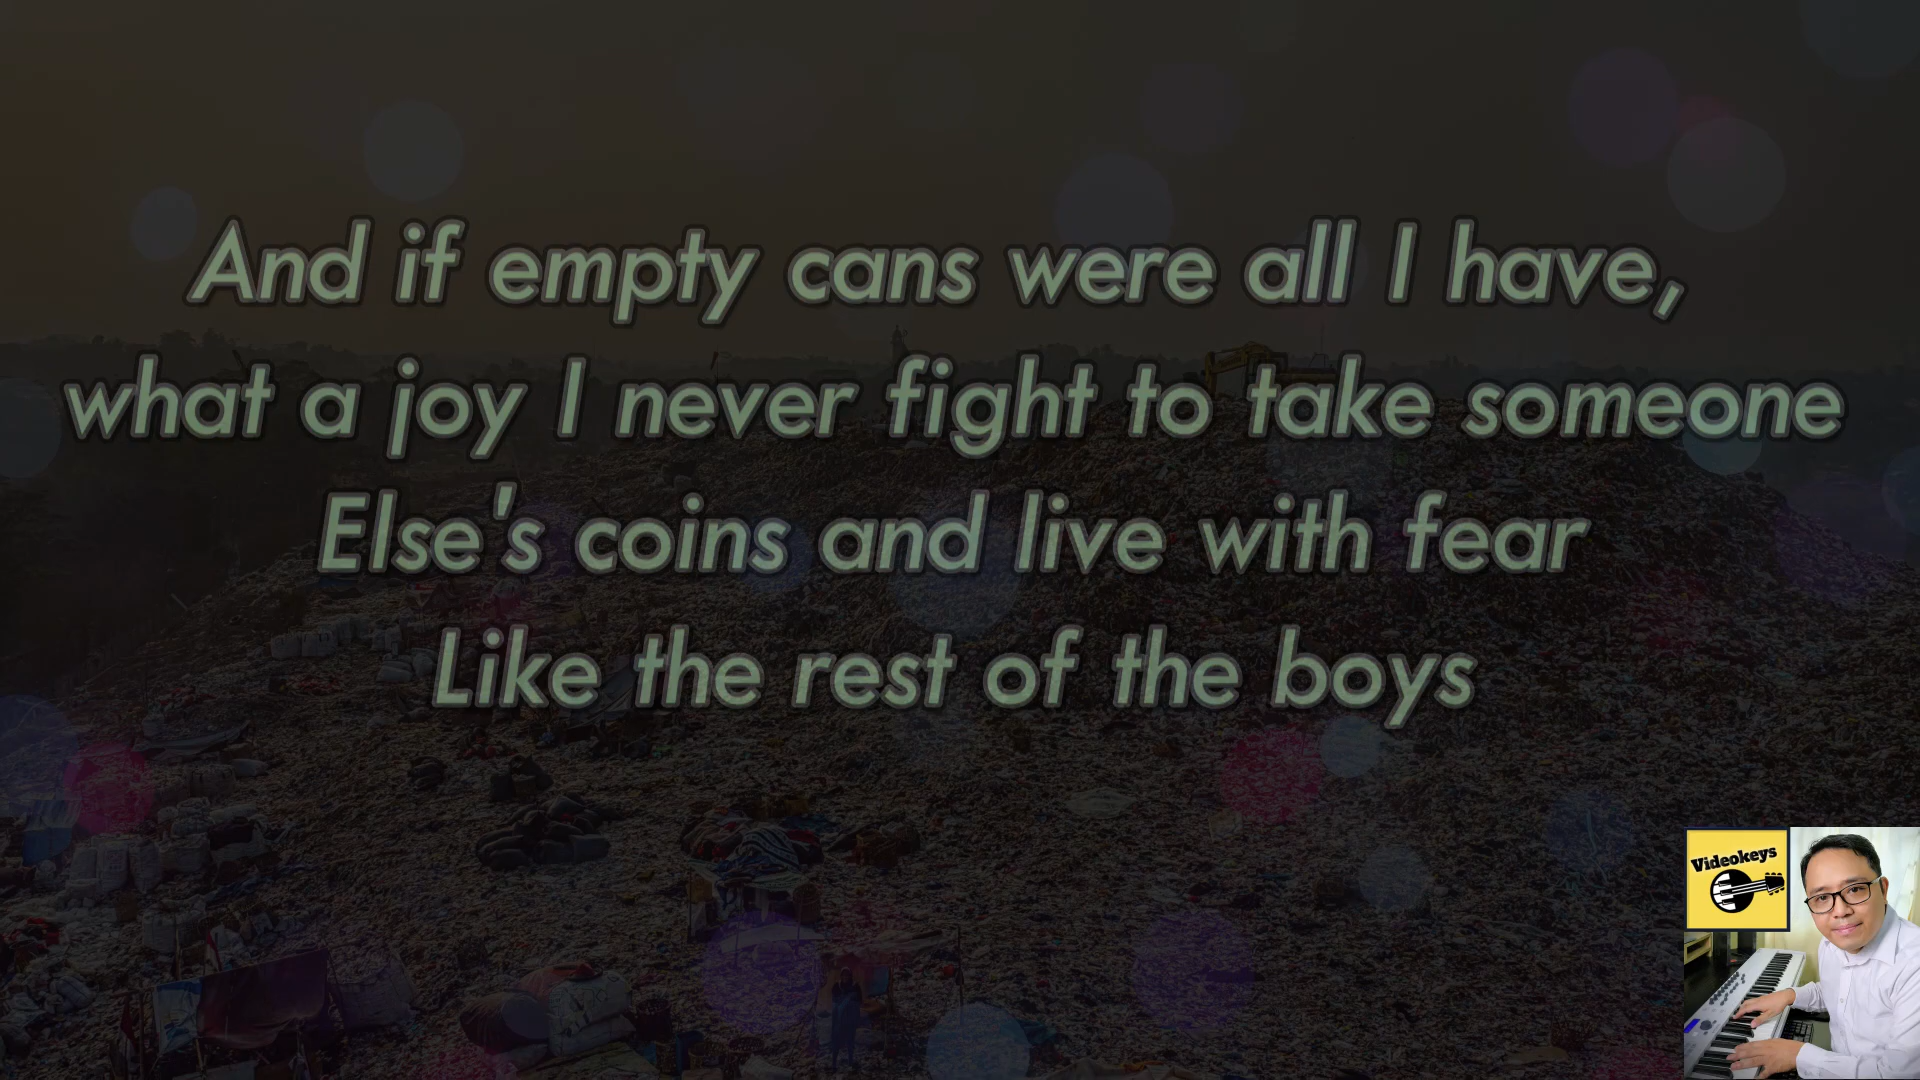 And if empty cans were all I have,
what a joy I never fight to take someone
Else's coins and live with fear
Like the rest of the boys
Videokeys